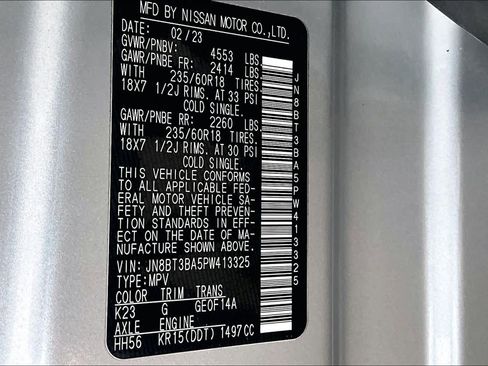 MFD BY NISSAN MOTOR CO.,LTD.
DATE: 02/23
GVWR/PNBV: 4553 LBS
GAWR/PNBE FR: 2414 LBS
WITH 235/60R18 TIRES.
18X7 1/2J RIMS. AT 33 PSI
COLD SINGLE.
GAWR/PNBE RR: 2260 LBS.
WITH 235/60R18 TIRES.
18X7 1/2J RIMS. AT 30 PSI
COLD SINGLE.
THIS VEHICLE CONFORMS
TO ALL APPLICABLE FED-
ERAL MOTOR VEHICLE SA-
FETY AND THEFT PREVEN-
TION STANDARDS IN
EFFECT ON THE DATE OF MA-
NUFACTURE SHOWN ABOVE.
VIN: JN8BT3BA5PW413325
TYPE:MPV
COLOR TRIM TRANS
K23 G GE0F14A
AXLE ENGINE
HH56 KR15(DDT) 1497CC
JN8BT3BA5PW413325